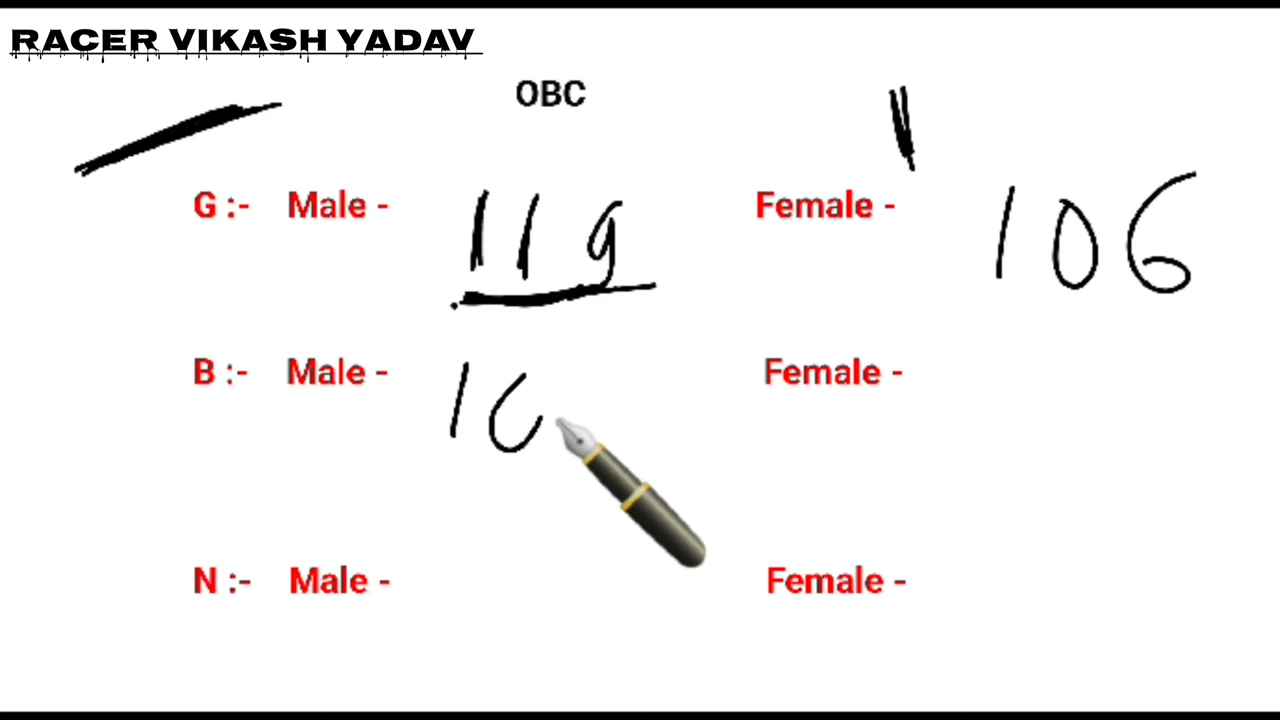 RACER VIKASH YADAV
OBC
G :- Male - 119 Female - 106
B :- Male - 10 Female -
N :- Male - Female -